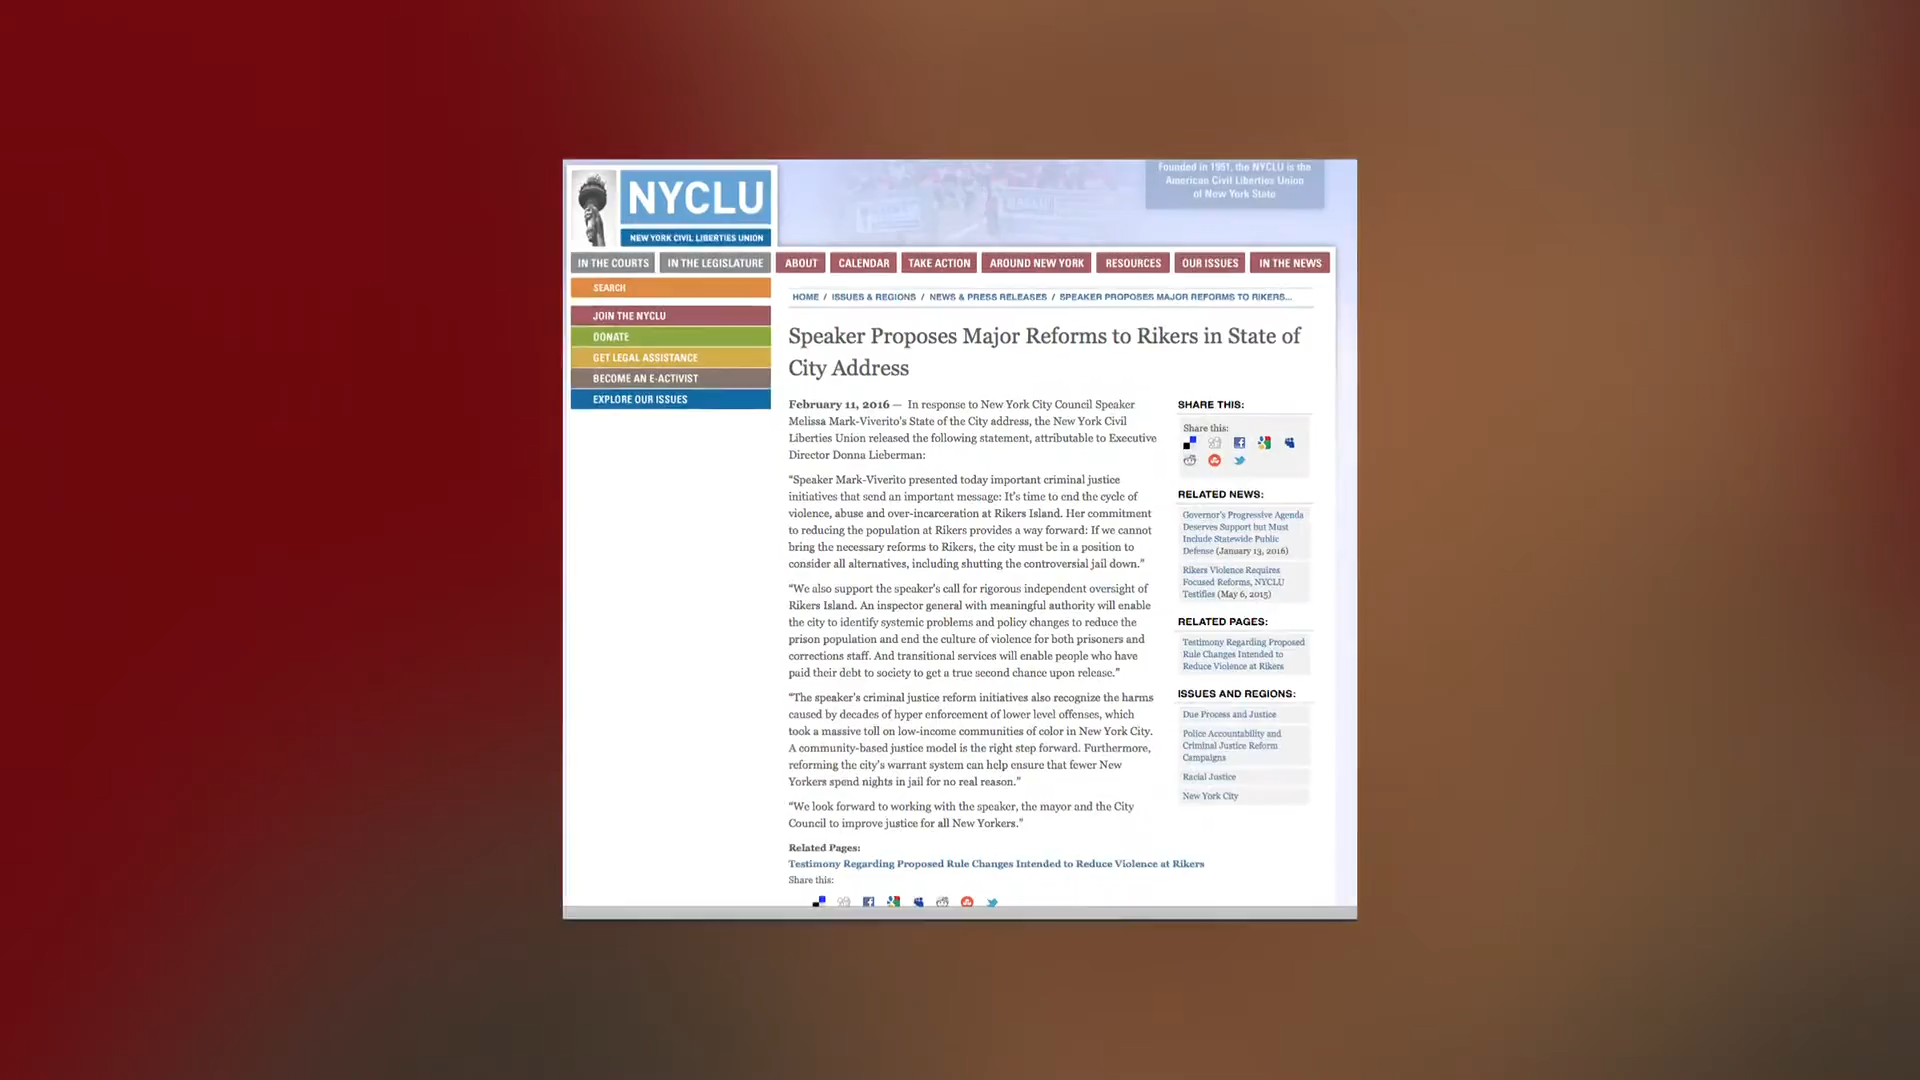 NYCLU
NEW YORK CIVIL LIBERTIES UNION
Founded in 1951, the NYCLU is the
American Civil Liberties Union
of New York State
IN THE COURTS
IN THE LEGISLATURE
ABOUT
CALENDAR
TAKE ACTION
AROUND NEW YORK
RESOURCES
OUR ISSUES
IN THE NEWS
SEARCH
JOIN THE NYCLU
DONATE
GET LEGAL ASSISTANCE
BECOME AN E-ACTIVIST
EXPLORE OUR ISSUES
HOME / ISSUES & REGIONS / NEWS & PRESS RELEASES / SPEAKER PROPOSES MAJOR REFORMS TO RIKERS...
Speaker Proposes Major Reforms to Rikers in State of
City Address
February 11, 2016 — In response to New York City Council Speaker
Melissa Mark-Viverito's State of the City address, the New York Civil
Liberties Union released the following statement, attributable to Executive
Director Donna Lieberman:
“Speaker Mark-Viverito presented today important criminal justice
initiatives that send an important message: It's time to end the cycle of
violence, abuse and over-incarceration at Rikers Island. Her commitment
to reducing the population at Rikers provides a way forward: If we cannot
bring the necessary reforms to Rikers, the city must be in a position to
consider all alternatives, including shutting the controversial jail down.”
“We also support the speaker's call for rigorous independent oversight of
Rikers Island. An inspector general with meaningful authority will enable
the city to identify systemic problems and policy changes to reduce the
prison population and end the culture of violence for both prisoners and
corrections staff. And transitional services will enable people who have
paid their debt to society to get a true second chance upon release.”
“The speaker's criminal justice reform initiatives also recognize the harms
caused by decades of hyper enforcement of lower level offenses, which
took a massive toll on low-income communities of color in New York City.
A community-based justice model is the right step forward. Furthermore,
reforming the city's warrant system can help ensure that fewer New
Yorkers spend nights in jail for no real reason.”
“We look forward to working with the speaker, the mayor and the City
Council to improve justice for all New Yorkers.”
Related Pages:
Testimony Regarding Proposed Rule Changes Intended to Reduce Violence at Rikers
Share this:
SHARE THIS:
Share this:
RELATED NEWS:
Governor's Progressive Agenda
Deserves Support but Must
Include Statewide Public
Defense (January 13, 2016)
Rikers Violence Requires
Focused Reforms, NYCLU
Testifies (May 6, 2015)
RELATED PAGES:
Testimony Regarding Proposed
Rule Changes Intended to
Reduce Violence at Rikers
ISSUES AND REGIONS:
Due Process and Justice
Police Accountability and
Criminal Justice Reform
Campaigns
Racial Justice
New York City